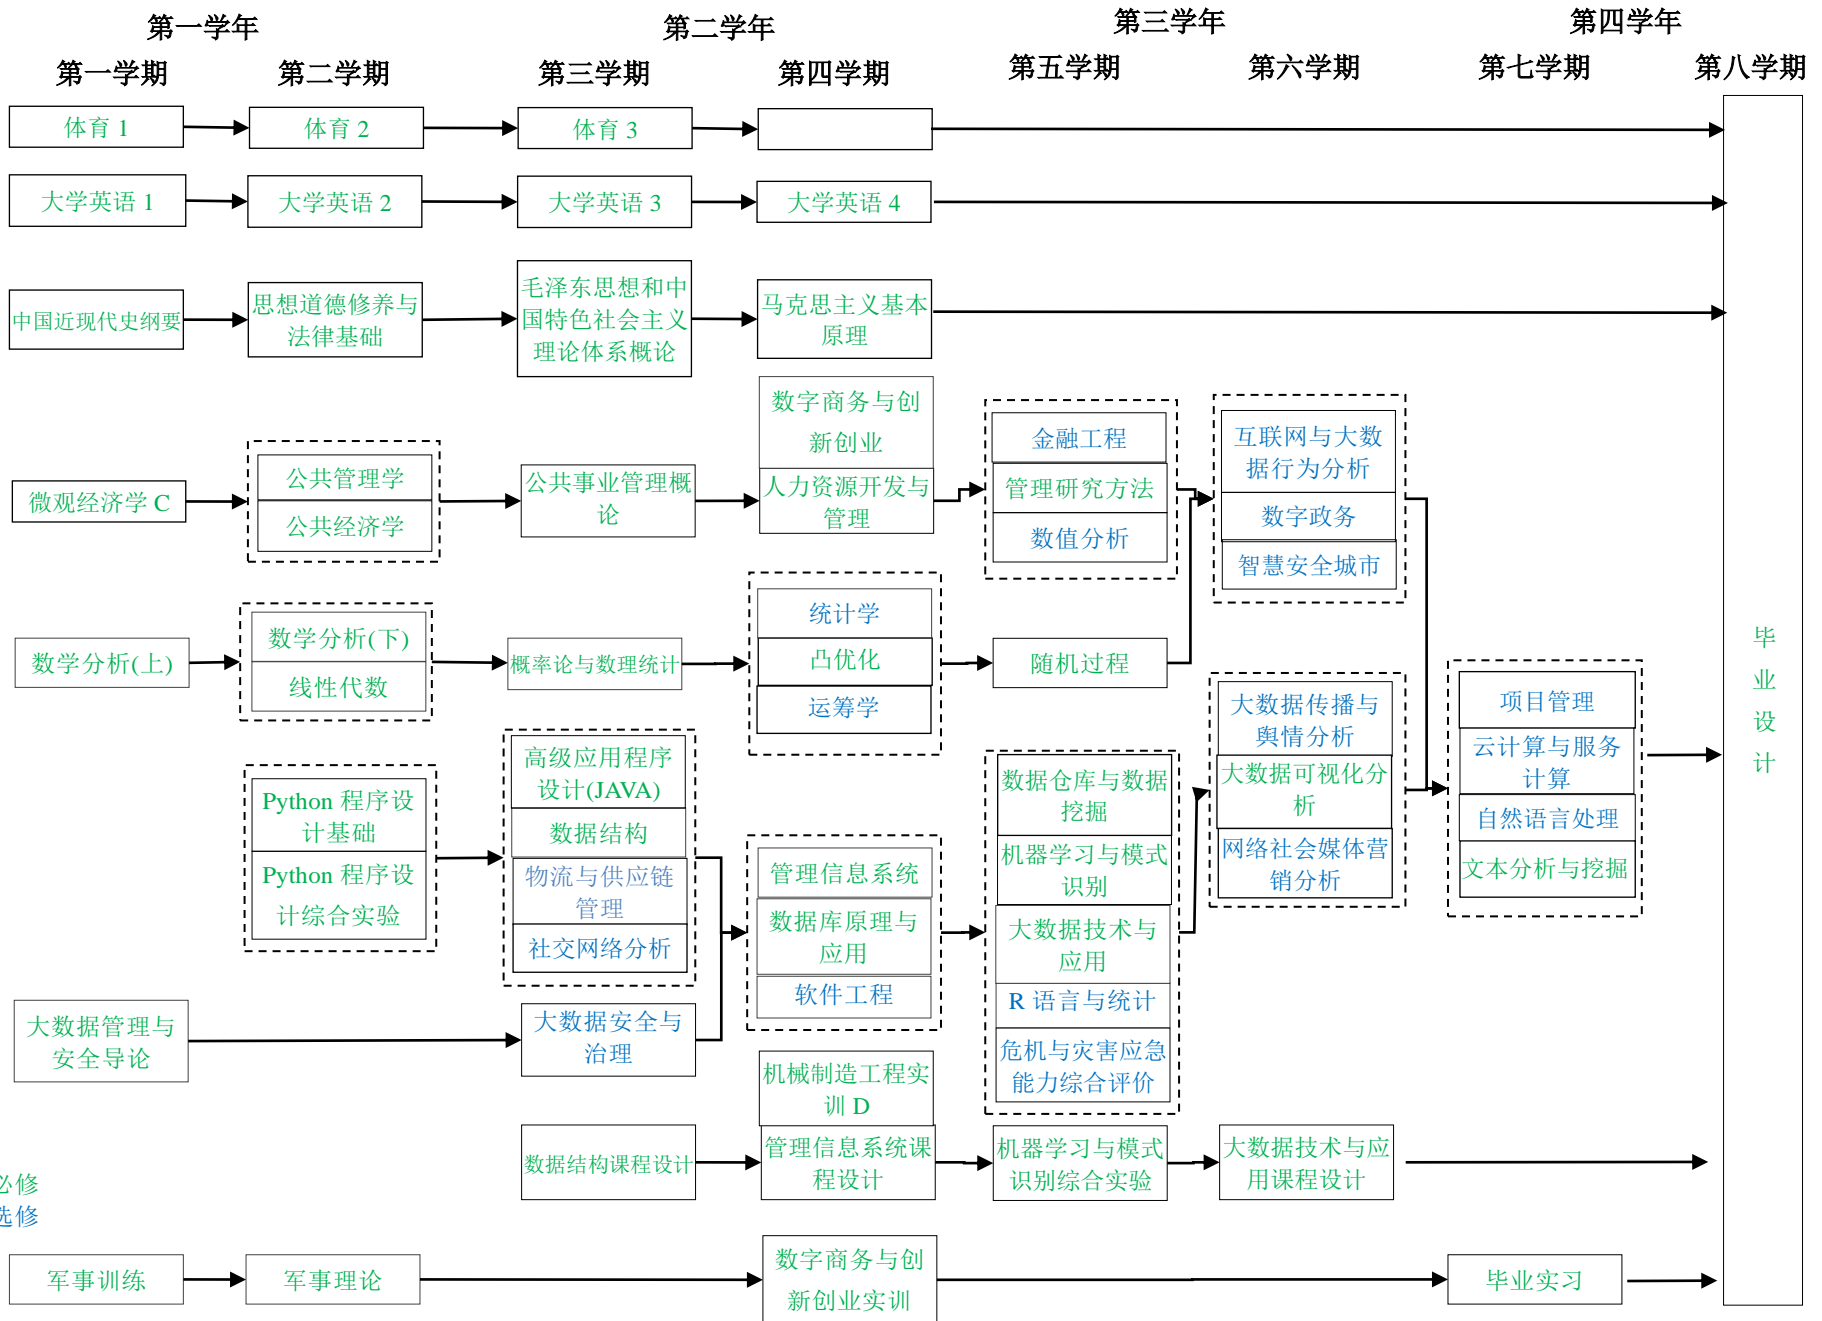 第一学年
第二学年
第三学年
第四学年
第一学期
第二学期
第三学期
第四学期
第五学期
第六学期
第七学期
第八学期
体育 1
体育 2
体育 3
大学英语 1
大学英语 2
大学英语 3
大学英语 4
中国近现代史纲要
思想道德修养与
法律基础
毛泽东思想和中
国特色社会主义
理论体系概论
马克思主义基本
原理
微观经济学 C
公共管理学
公共经济学
公共事业管理概
论
数字商务与创
新创业
人力资源开发与
管理
金融工程
管理研究方法
数值分析
互联网与大数
据行为分析
数字政务
智慧安全城市
数学分析(上)
数学分析(下)
线性代数
概率论与数理统计
统计学
凸优化
运筹学
随机过程
Python 程序设
计基础
Python 程序设
计综合实验
高级应用程序
设计(JAVA)
数据结构
物流与供应链
管理
社交网络分析
管理信息系统
数据库原理与
应用
软件工程
数据仓库与数据
挖掘
机器学习与模式
识别
大数据技术与
应用
R 语言与统计
危机与灾害应急
能力综合评价
大数据传播与
舆情分析
大数据可视化分
析
网络社会媒体营
销分析
项目管理
云计算与服务
计算
自然语言处理
文本分析与挖掘
毕
业
设
计
大数据管理与
安全导论
大数据安全与
治理
机械制造工程实
训 D
数据结构课程设计
管理信息系统课
程设计
机器学习与模式
识别综合实验
大数据技术与应
用课程设计
必修
选修
军事训练
军事理论
数字商务与创
新创业实训
毕业实习